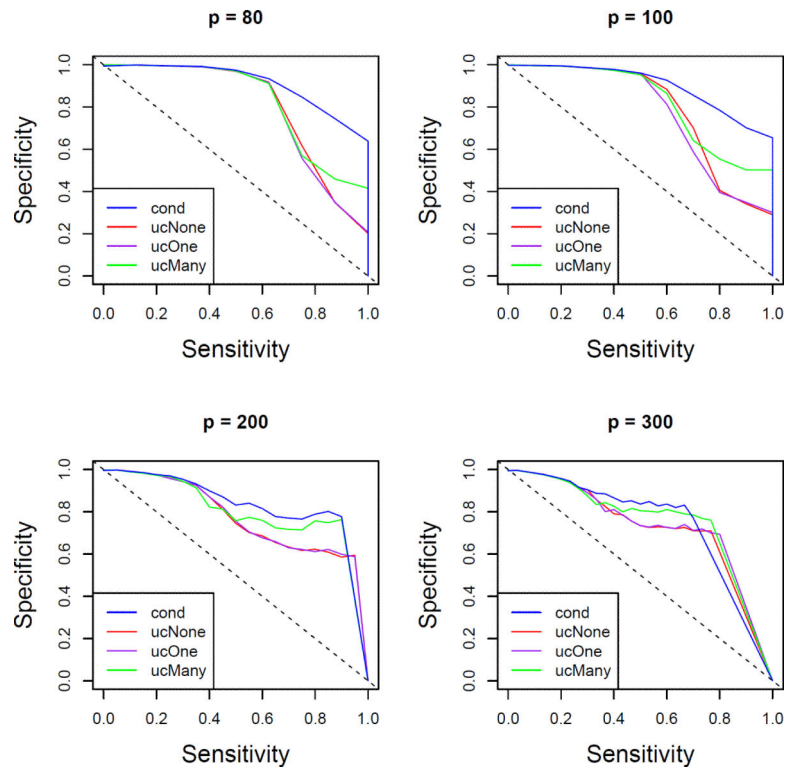 p = 80
Specificity
1.0
0.8
0.6
0.4
0.2
0.0
cond
ucNone
ucOne
ucMany
0.0 0.2 0.4 0.6 0.8 1.0
Sensitivity
p = 100
Specificity
1.0
0.8
0.6
0.4
0.2
0.0
cond
ucNone
ucOne
ucMany
0.0 0.2 0.4 0.6 0.8 1.0
Sensitivity
p = 200
Specificity
1.0
0.8
0.6
0.4
0.2
0.0
cond
ucNone
ucOne
ucMany
0.0 0.2 0.4 0.6 0.8 1.0
Sensitivity
p = 300
Specificity
1.0
0.8
0.6
0.4
0.2
0.0
cond
ucNone
ucOne
ucMany
0.0 0.2 0.4 0.6 0.8 1.0
Sensitivity